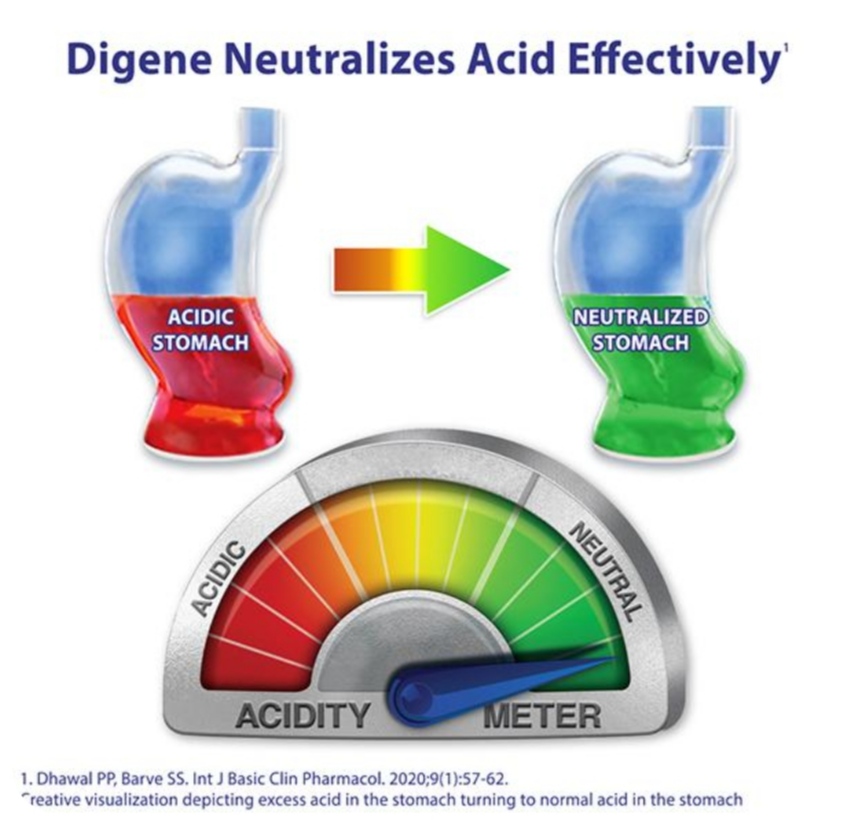 Digene Neutralizes Acid Effectively¹
ACIDIC
STOMACH
NEUTRALIZED
STOMACH
ACIDIC
NEUTRAL
ACIDITY METER
1. Dhawal PP, Barve SS. Int J Basic Clin Pharmacol. 2020;9(1):57-62.
reative visualization depicting excess acid in the stomach turning to normal acid in the stomach